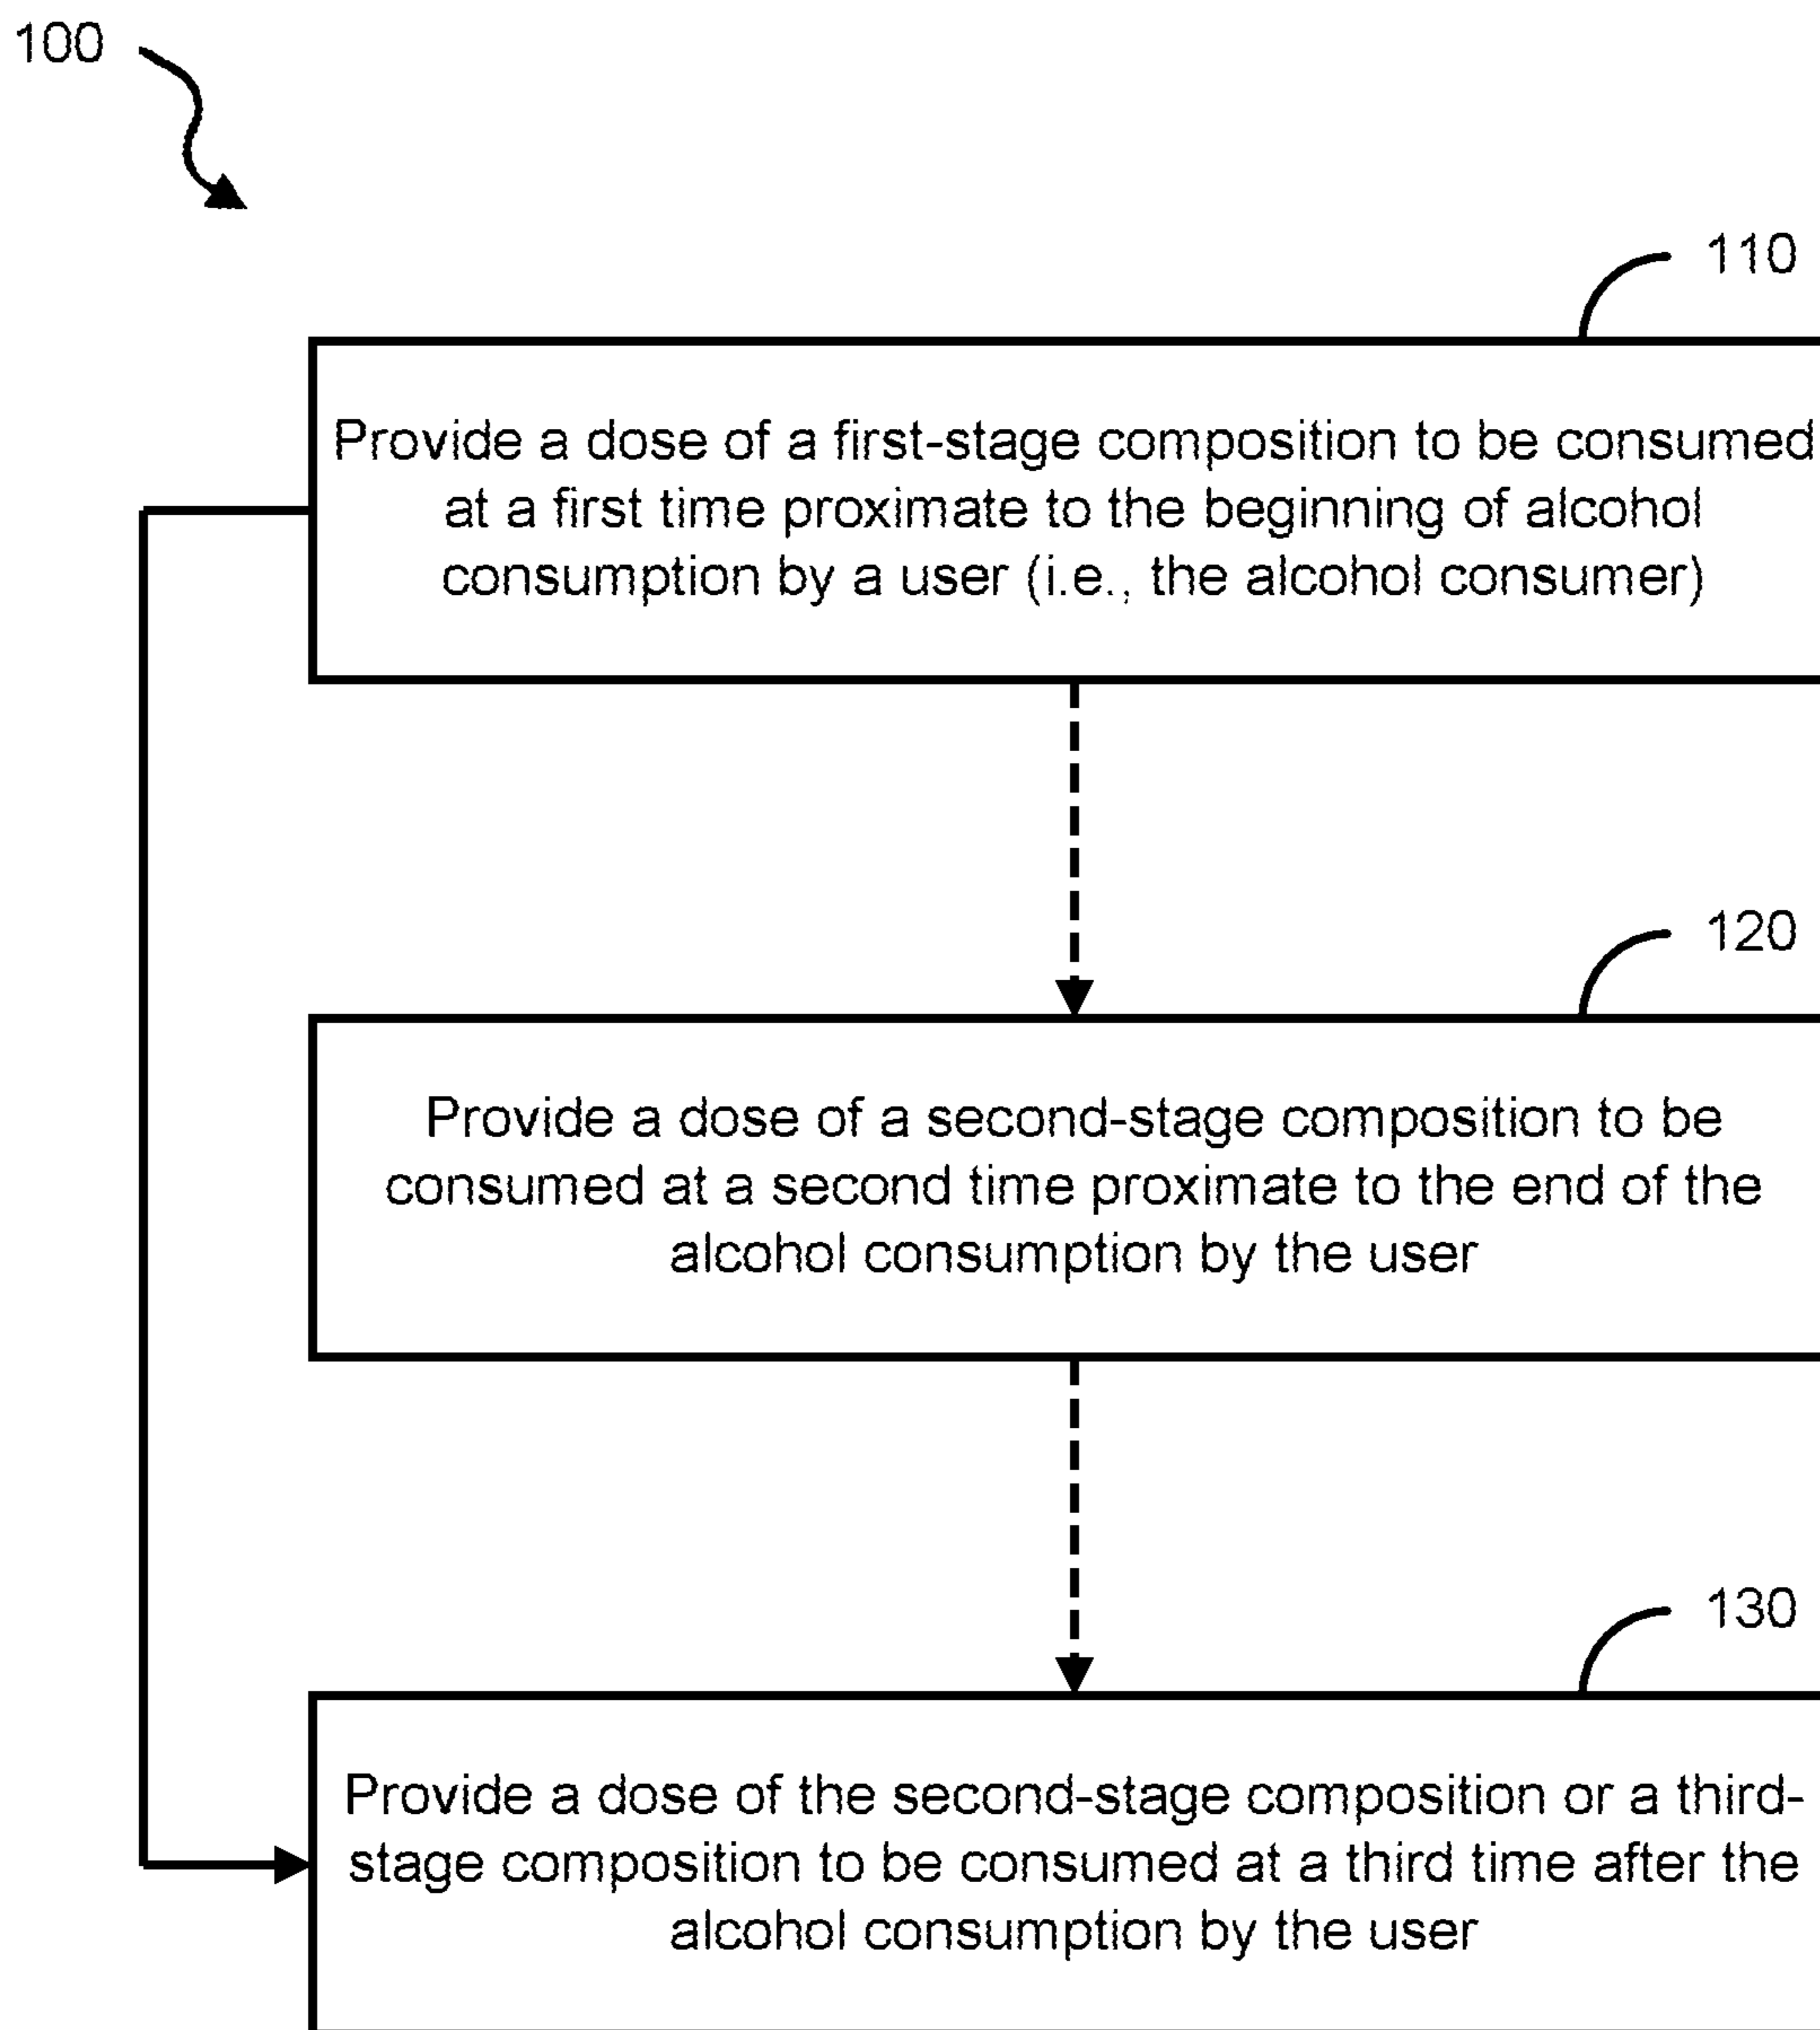 100
110
Provide a dose of a first-stage composition to be consumed
at a first time proximate to the beginning of alcohol
consumption by a user (i.e., the alcohol consumer)
120
Provide a dose of a second-stage composition to be
consumed at a second time proximate to the end of the
alcohol consumption by the user
130
Provide a dose of the second-stage composition or a third-
stage composition to be consumed at a third time after the
alcohol consumption by the user